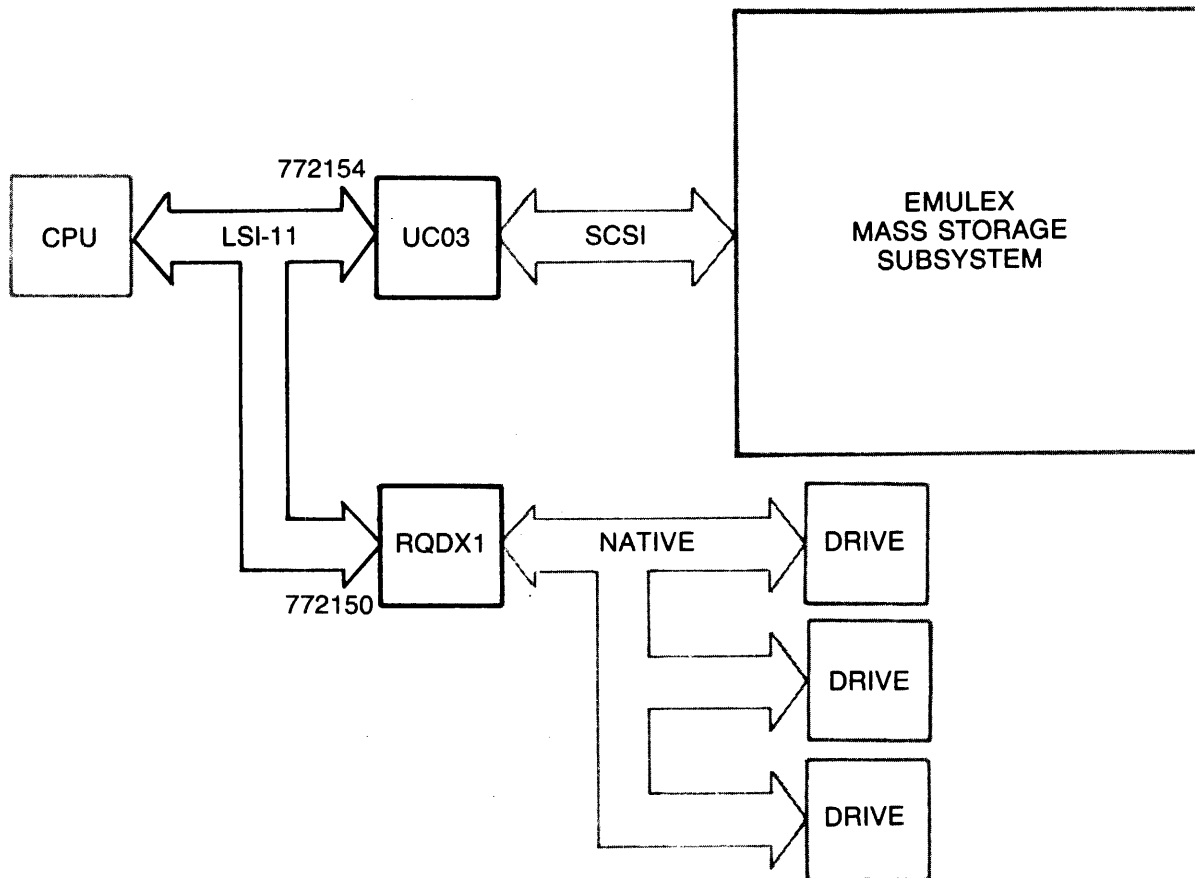 772154
CPU
LSI-11
UC03
SCSI
EMULEX
MASS STORAGE
SUBSYSTEM
RQDX1
NATIVE
DRIVE
772150
DRIVE
DRIVE